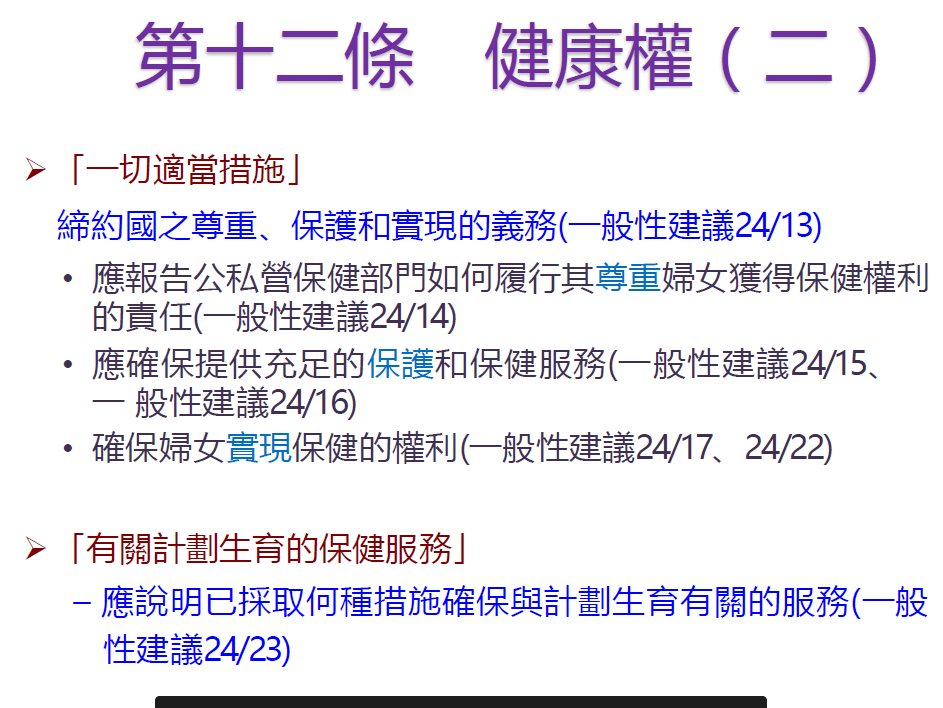 第十二條　健康權(二)
➢「一切適當措施」
締約國之尊重、保護和實現的義務(一般性建議24/13)
• 應報告公私營保健部門如何履行其尊重婦女獲得保健權利
的責任(一般性建議24/14)
• 應確保提供充足的保護和保健服務(一般性建議24/15、
一 般性建議24/16)
• 確保婦女實現保健的權利(一般性建議24/17、24/22)
➢「有關計劃生育的保健服務」
– 應說明已採取何種措施確保與計劃生育有關的服務(一般
性建議24/23)